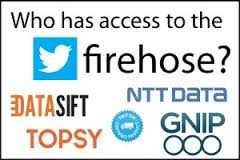 Who has access to the
firehose?
DATASIFT
NTT DATA
TOPSY
GNIP